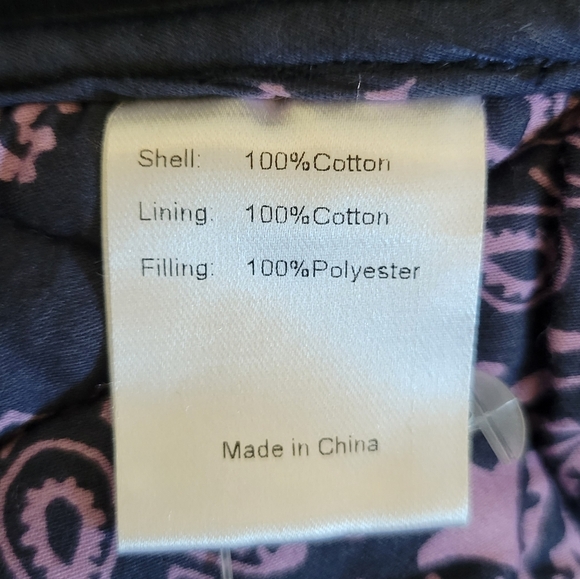 Shell: 100%Cotton
Lining: 100%Cotton
Filling: 100%Polyester
Made in China